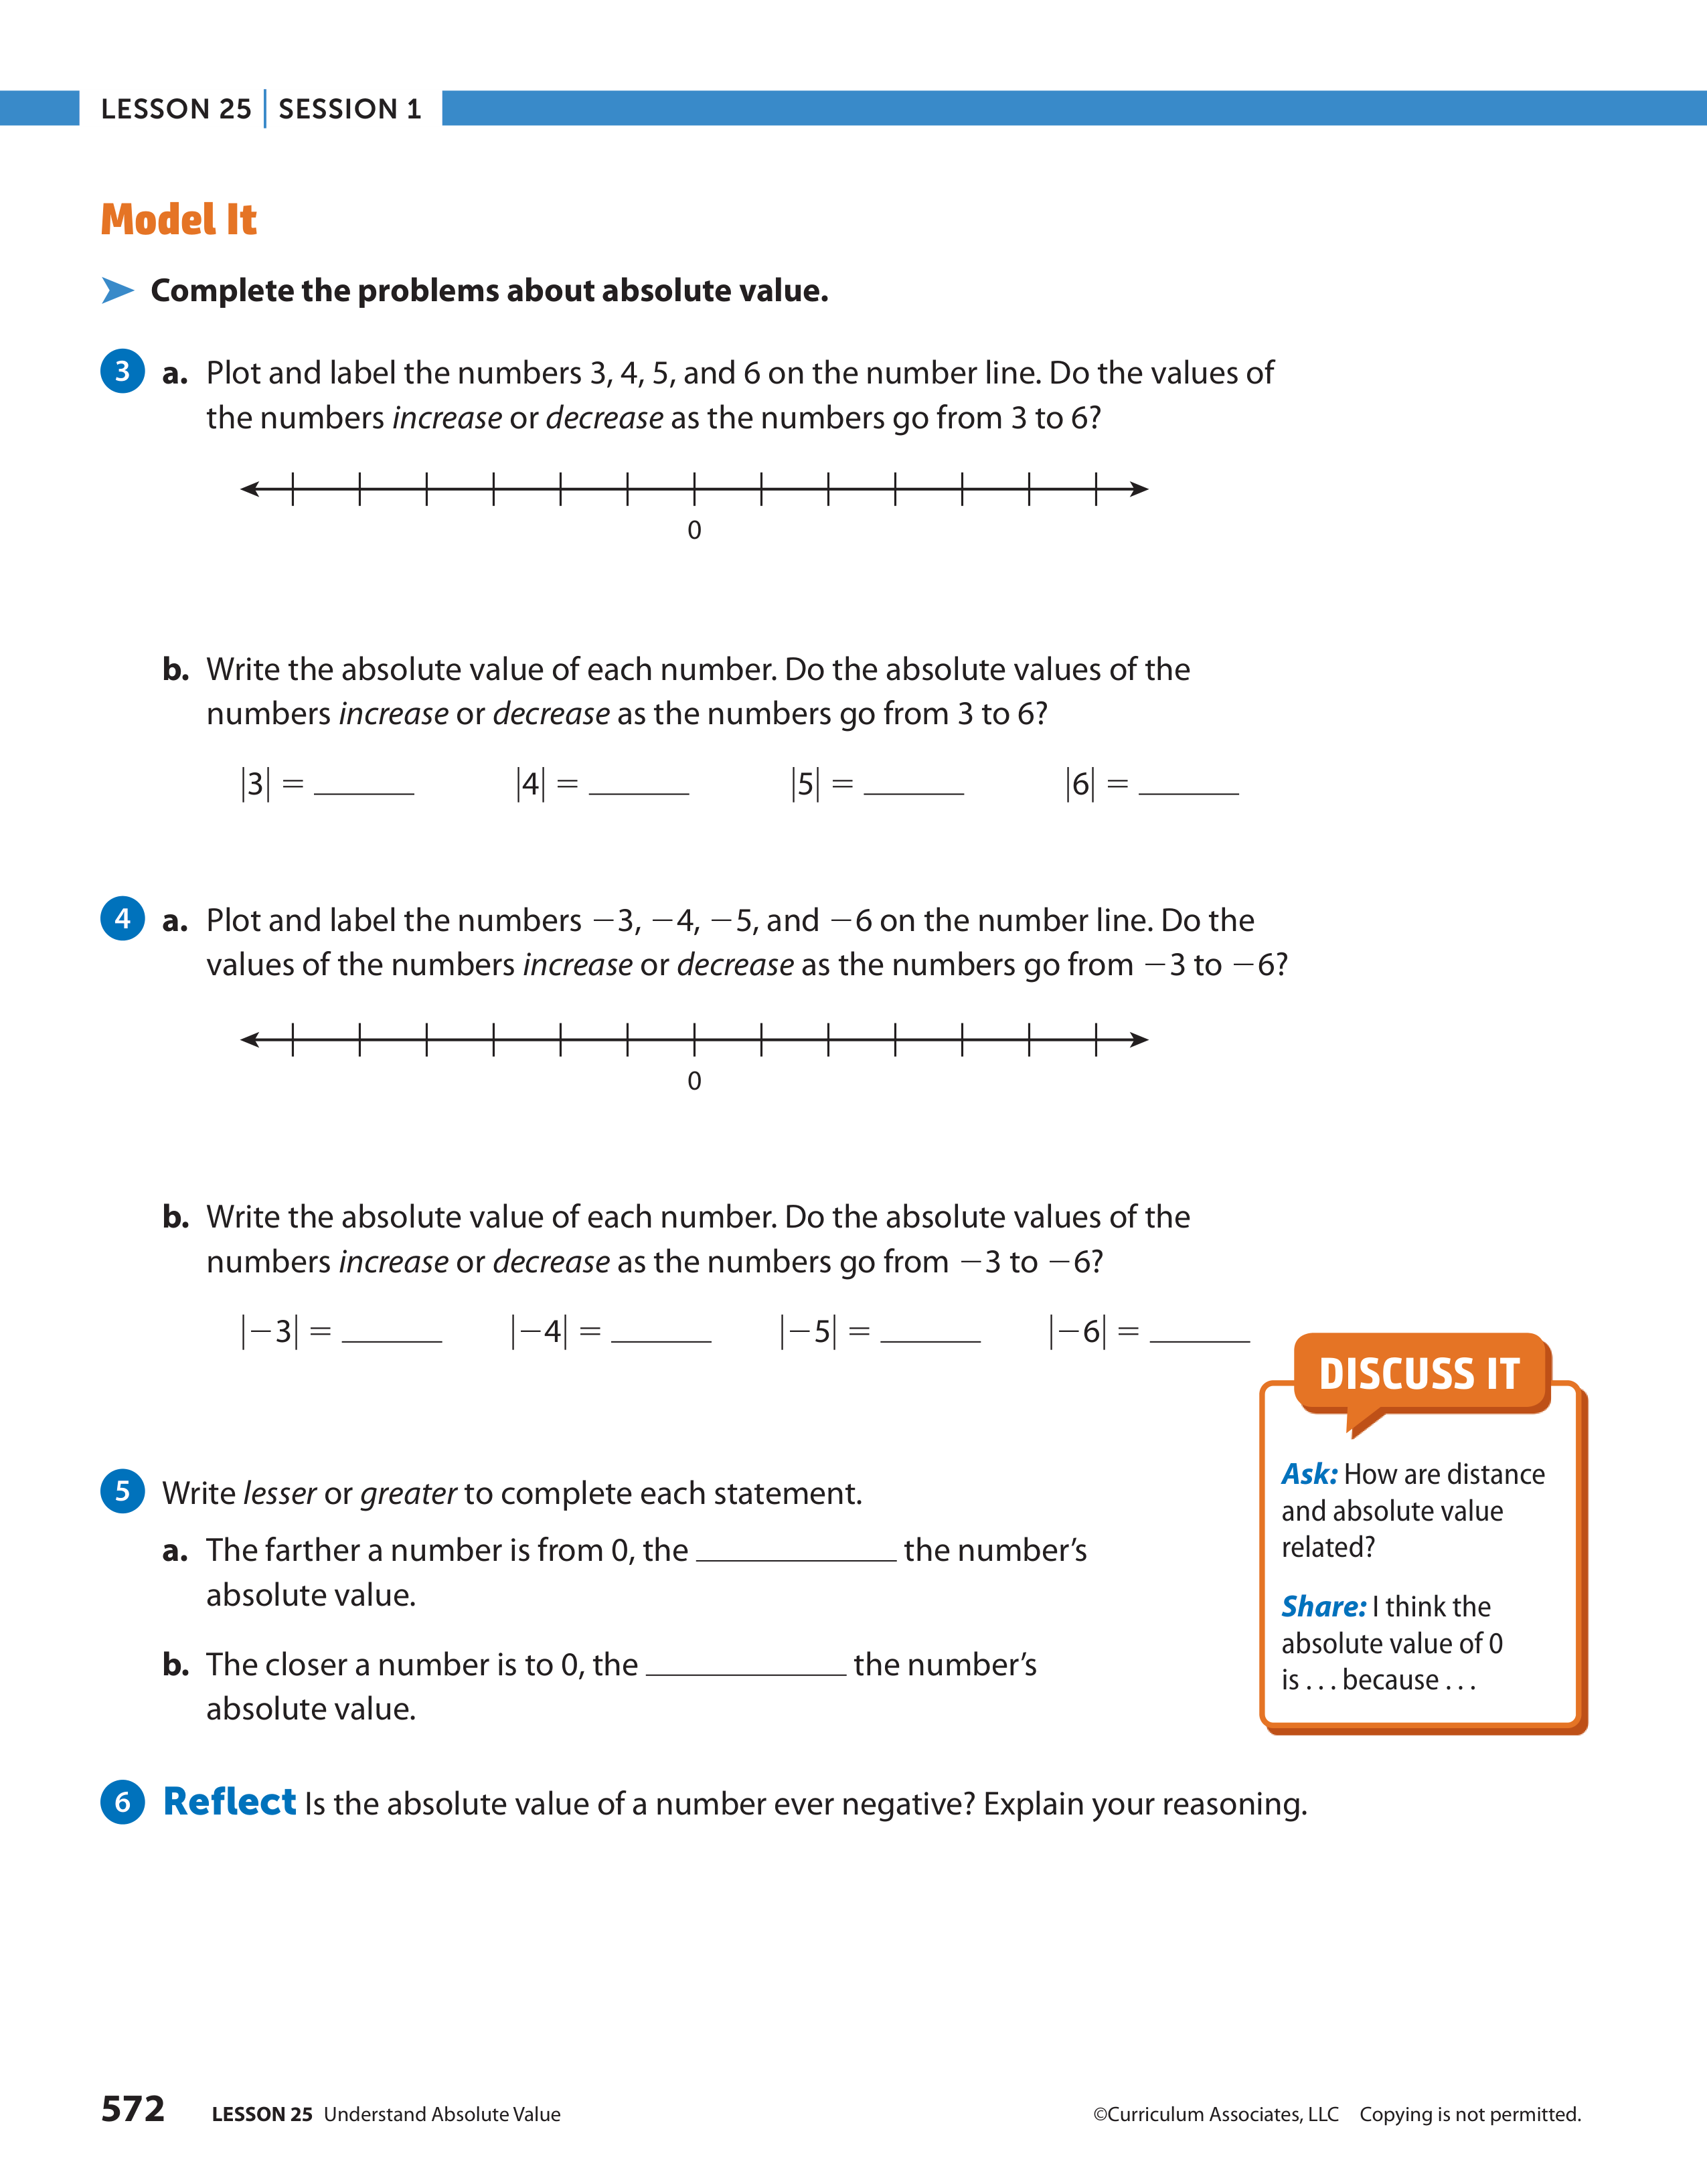 LESSON 25 | SESSION 1
Model It
Complete the problems about absolute value.
3 a. Plot and label the numbers 3, 4, 5, and 6 on the number line. Do the values of
the numbers increase or decrease as the numbers go from 3 to 6?
0
b. Write the absolute value of each number. Do the absolute values of the
numbers increase or decrease as the numbers go from 3 to 6?
|3| = ______ |4| = ______ |5| = ______ |6| = ______
4 a. Plot and label the numbers −3, −4, −5, and −6 on the number line. Do the
values of the numbers increase or decrease as the numbers go from −3 to −6?
0
b. Write the absolute value of each number. Do the absolute values of the
numbers increase or decrease as the numbers go from −3 to −6?
|−3| = ______ |−4| = ______ |−5| = ______ |−6| = ______
5 Write lesser or greater to complete each statement.
a. The farther a number is from 0, the ____________ the number’s
absolute value.
b. The closer a number is to 0, the ____________ the number’s
absolute value.
DISCUSS IT
Ask: How are distance
and absolute value
related?
Share: I think the
absolute value of 0
is . . . because . . .
6 Reflect Is the absolute value of a number ever negative? Explain your reasoning.
572 LESSON 25 Understand Absolute Value
©Curriculum Associates, LLC Copying is not permitted.